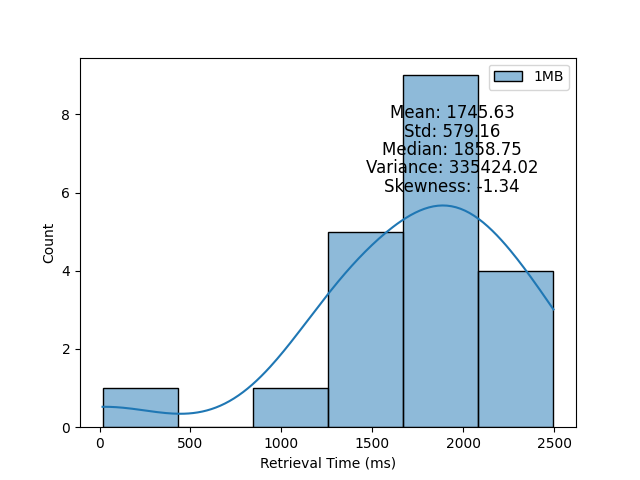 1MB
Mean: 1745.63
Std: 579.16
Median: 1858.75
Variance: 335424.02
Skewness: -1.34
8
6
4
2
0
Count
0 500 1000 1500 2000 2500
Retrieval Time (ms)